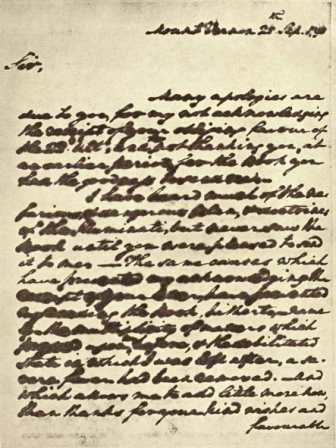 Mount Vernon 25th Sep. 1798
Sir,
Many apologies are
due to you, for my not acknowledging
the receipt of your obliging favour of
the 22d Ult, and for not thanking you, at
an earlier period, for the Book you
had the goodness to send me.
I have heard much of the ne-
farious, and dangerous plan, & doctrines
of the Illuminati, but never saw the
Book until you were pleased to send
it to me.— The same causes which
have prevented my acknowledging the
receipt of your letter, have prevented
my reading the Book, hitherto; namely—
the multiplicity of matters which
pressed upon me before, & the debilitated
state in which I was left after, a se-
vere fever had been removed. And
which allows me to add little more now,
than thanks for your kind wishes and
favourable